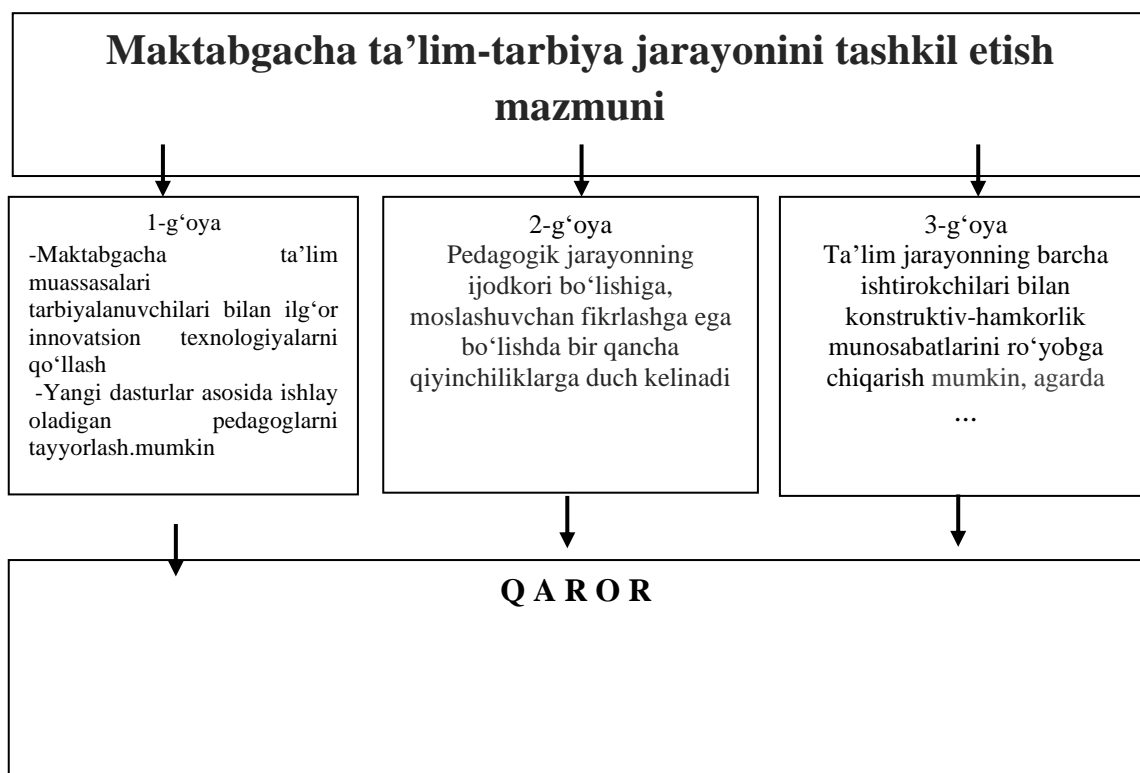 Maktabgacha ta’lim-tarbiya jarayonini tashkil etish
mazmuni
1-g‘oya
-Maktabgacha ta’lim
muassasalari
tarbiyalanuvchilari bilan ilg‘or
innovatsion texnologiyalarni
qo‘llash
-Yangi dasturlar asosida ishlay
oladigan pedagoglarni
tayyorlash.mumkin
2-g‘oya
Pedagogik jarayonning
ijodkori bo‘lishiga,
moslashuvchan fikrlashga ega
bo‘lishda bir qancha
qiyinchiliklarga duch kelinadi
3-g‘oya
Ta’lim jarayonning barcha
ishtirokchilari bilan
konstruktiv-hamkorlik
munosabatlarini ro‘yobga
chiqarish mumkin, agarda
…
Q A R O R